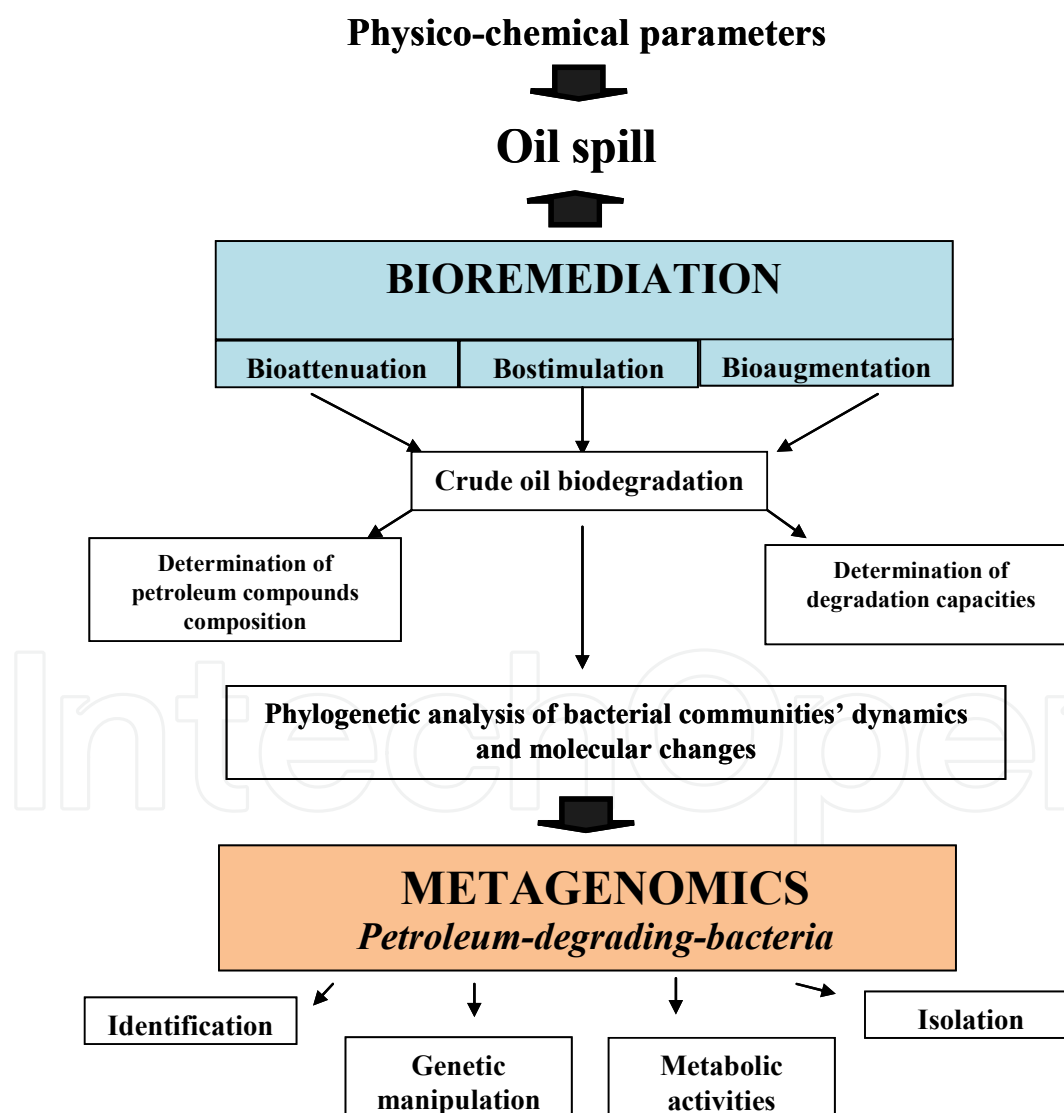 Physico-chemical parameters
Oil spill
BIOREMEDIATION
Bioattenuation
Bostimulation
Bioaugmentation
Crude oil biodegradation
Determination of
petroleum compounds
composition
Determination of
degradation capacities
Phylogenetic analysis of bacterial communities’ dynamics
and molecular changes
IntechOpen
METAGENOMICS
Petroleum-degrading-bacteria
Identification
Genetic
manipulation
Metabolic
activities
Isolation